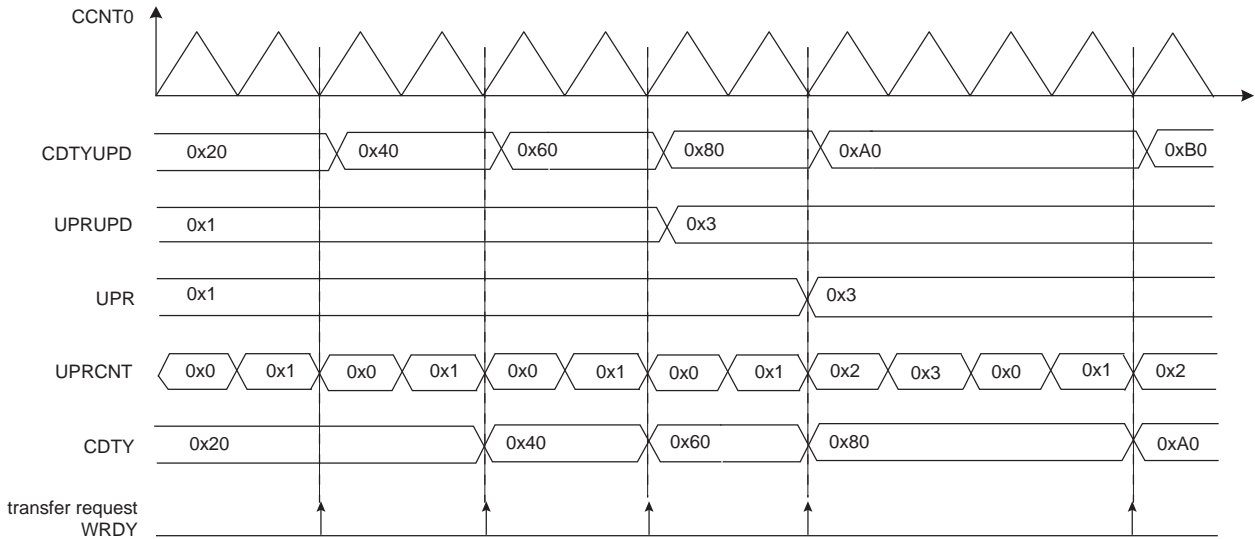 CCNT0
CDTYUPD 0x20 0x40 0x60 0x80 0xA0 0xB0
UPRUPD 0x1 0x3
UPR 0x1 0x3
UPRCNT 0x0 0x1 0x0 0x1 0x0 0x1 0x0 0x1 0x2 0x3 0x0 0x1 0x2
CDTY 0x20 0x40 0x60 0x80 0xA0
transfer request
WRDY